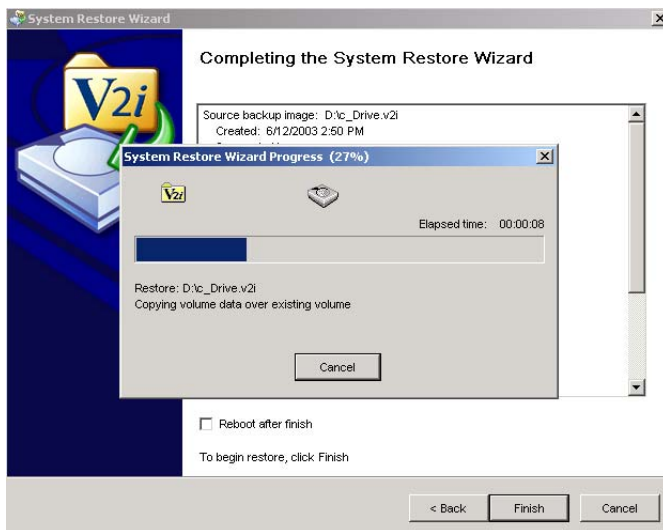 System Restore Wizard
Completing the System Restore Wizard
V2i
Source backup image: D:\c_Drive.v2i
Created: 6/12/2003 2:50 PM
System Restore Wizard Progress (27%)
V2i
Elapsed time: 00:00:08
Restore: D:\c_Drive.v2i
Copying volume data over existing volume
Cancel
Reboot after finish
To begin restore, click Finish
< Back Finish Cancel